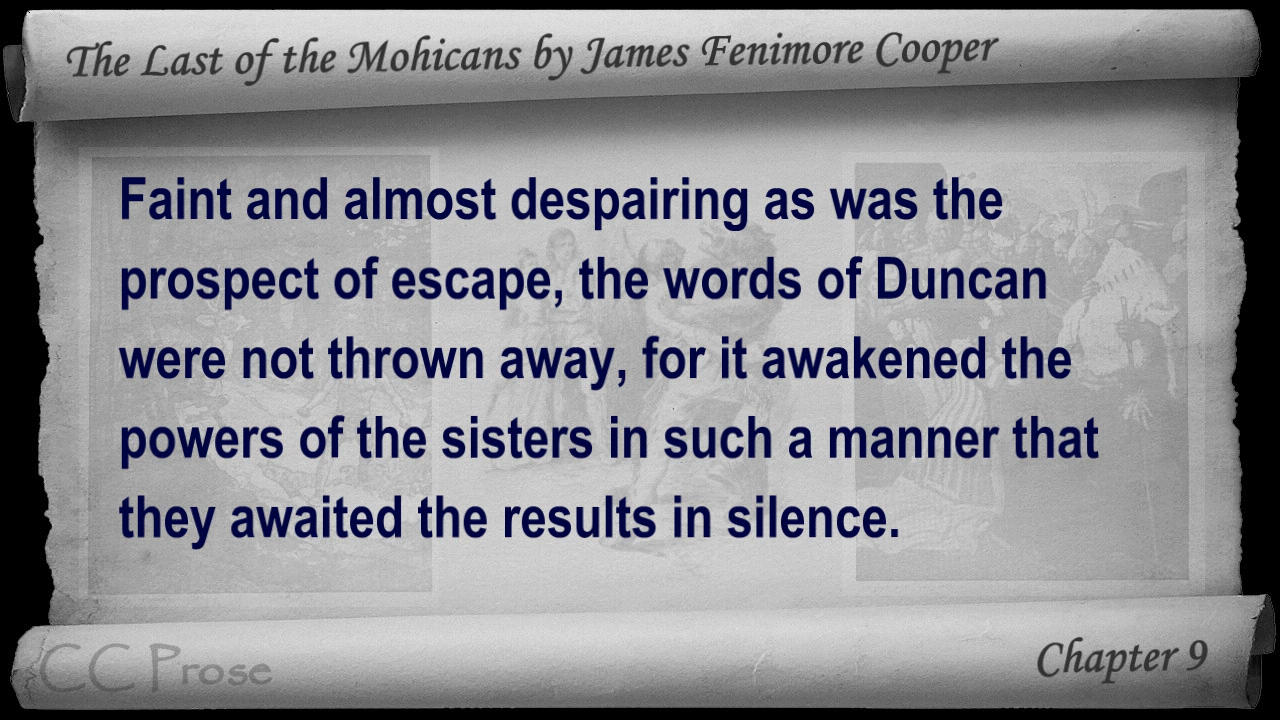 The Last of the Mohicans by James Fenimore Cooper
Faint and almost despairing as was the
prospect of escape, the words of Duncan
were not thrown away, for it awakened the
powers of the sisters in such a manner that
they awaited the results in silence.
CC Prose
Chapter 9